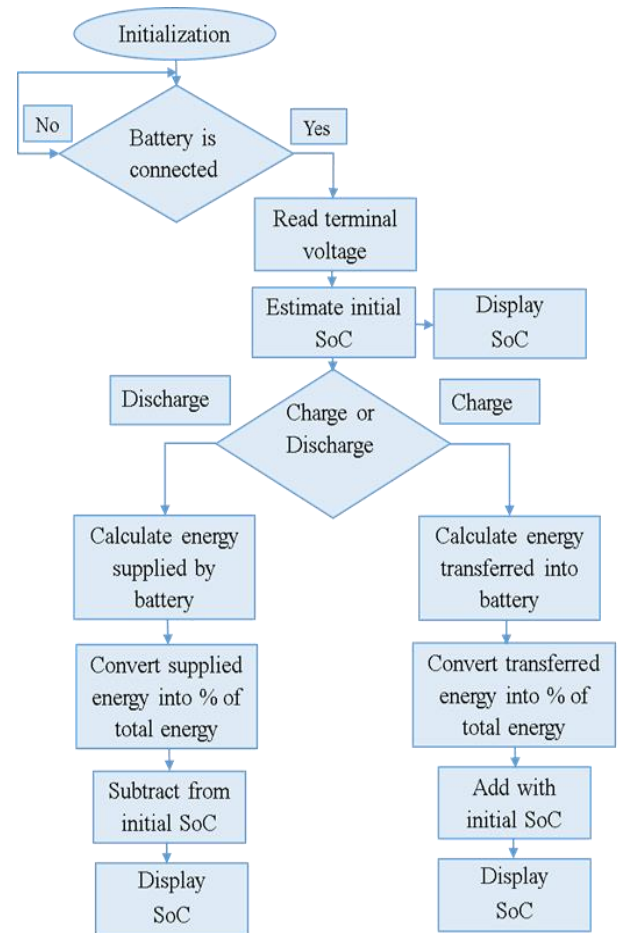 Initialization
No
Yes
Battery is
connected
Read terminal
voltage
Estimate initial
SoC
Display
SoC
Discharge
Charge or
Discharge
Charge
Calculate energy
supplied by
battery
Convert supplied
energy into % of
total energy
Subtract from
initial SoC
Display
SoC
Calculate energy
transferred into
battery
Convert transferred
energy into % of
total energy
Add with
initial SoC
Display
SoC